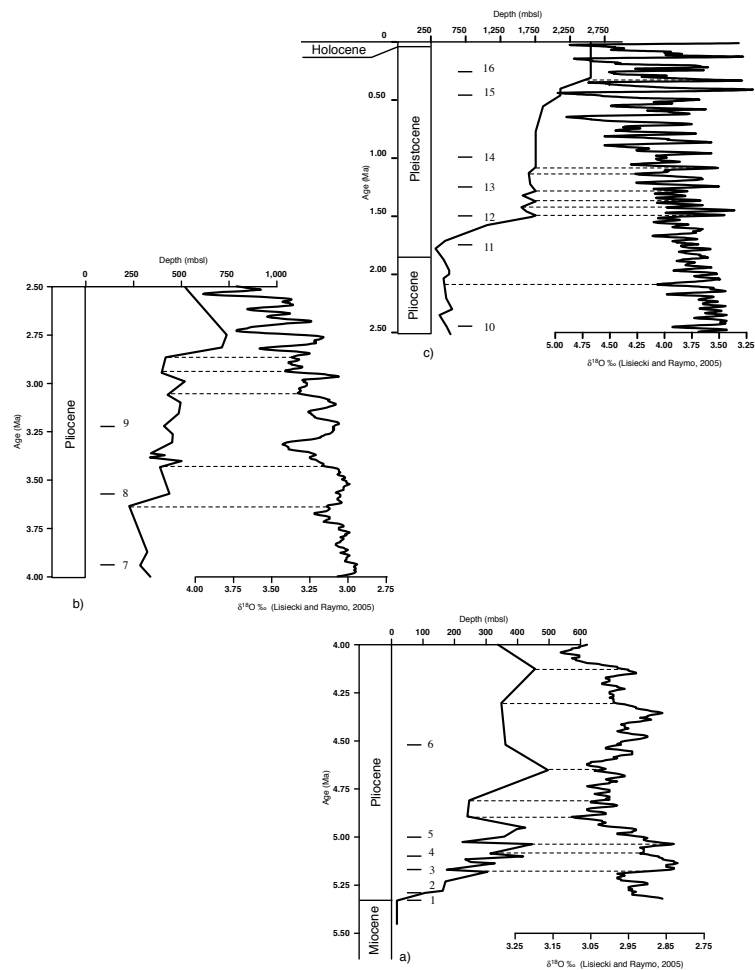 Depth (mbsl)
250 750 1,250 1,750 2,250 2,750
0
Holocene
16
0.50
15
Pleistocene
1.00
14
Age (Ma)
13
1.50
12
11
2.00
Pliocene
10
2.50
5.00 4.75 4.50 4.25 4.00 3.75 3.50 3.25
c)
δ18O ‰ (Lisiecki and Raymo, 2005)
Depth (mbsl)
0 250 500 750 1,000
2.50
2.75
3.00
Age (Ma)
Pliocene
9
3.25
3.50
8
3.75
7
4.00
4.00 3.75 3.50 3.25 3.00 2.75
b)
δ18O ‰ (Lisiecki and Raymo, 2005)
Depth (mbsl)
0 100 200 300 400 500 600
4.00
4.25
6
4.50
Pliocene
Age (Ma)
4.75
5
5.00
4
3
5.25
2
1
Miocene
5.50
3.25 3.15 3.05 2.95 2.85 2.75
a)
δ18O ‰ (Lisiecki and Raymo, 2005)